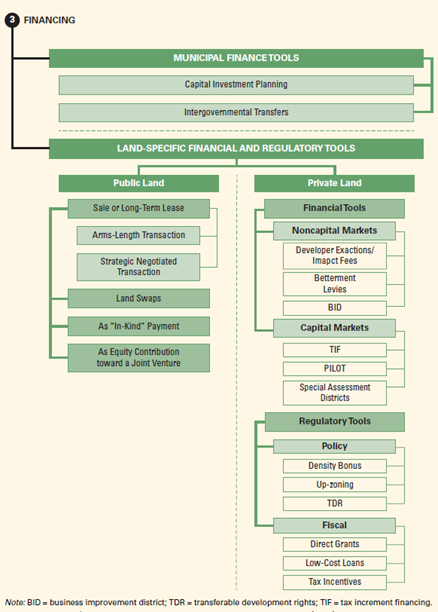 3 FINANCING
MUNICIPAL FINANCE TOOLS
Capital Investment Planning
Intergovernmental Transfers
LAND-SPECIFIC FINANCIAL AND REGULATORY TOOLS
Public Land
Sale or Long-Term Lease
Arms-Length Transaction
Strategic Negotiated
Transaction
Land Swaps
As "In-Kind" Payment
As Equity Contribution
toward a Joint Venture
Private Land
Financial Tools
Noncapital Markets
Developer Exactions/
Imapct Fees
Betterment
Levies
BID
Capital Markets
TIF
PILOT
Special Assessment
Districts
Regulatory Tools
Policy
Density Bonus
Up-zoning
TDR
Fiscal
Direct Grants
Low-Cost Loans
Tax Incentives
Note: BID = business improvement district; TDR = transferable development rights; TIF = tax increment financing.